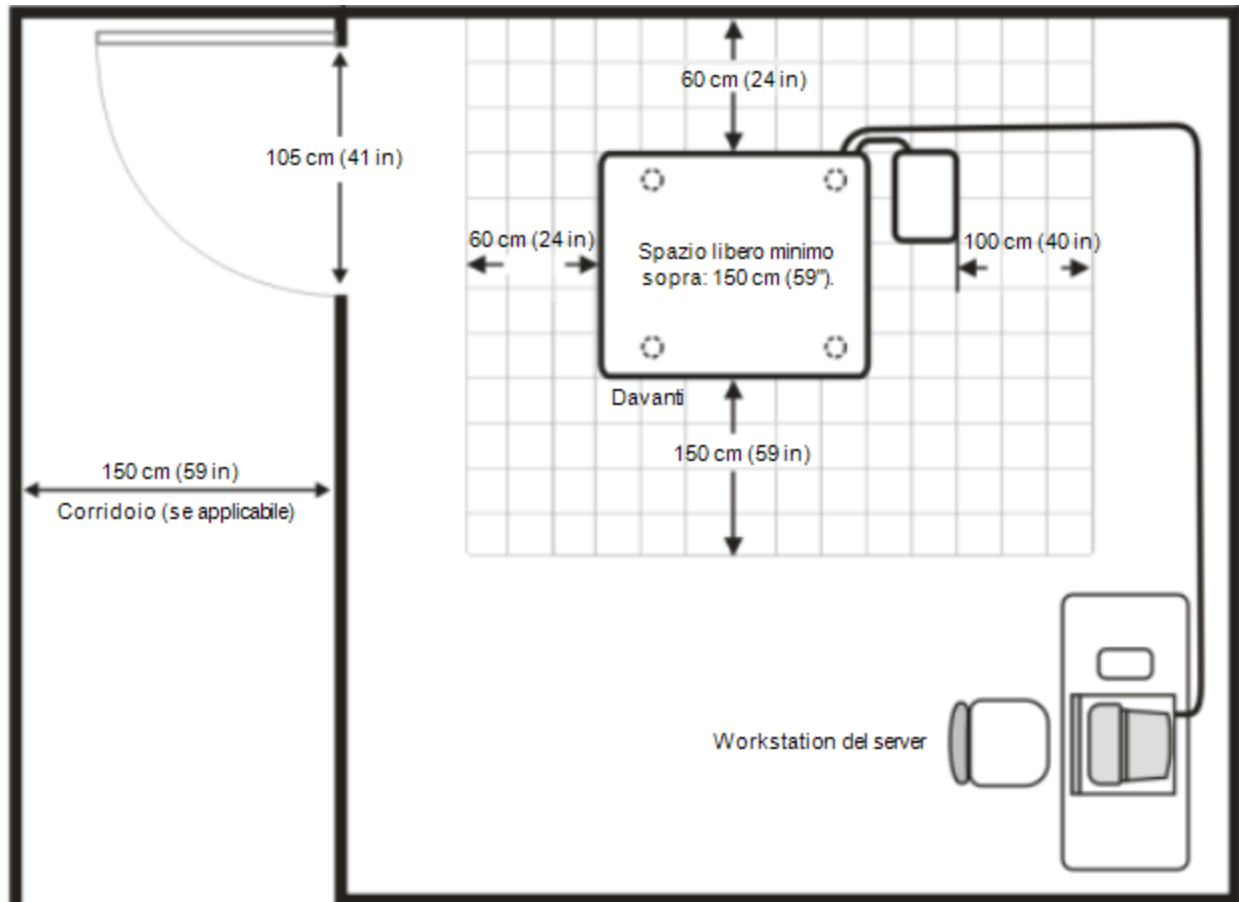 60 cm (24 in)
105 cm (41 in)
60 cm (24 in)
Spazio libero minimo
sopra: 150 cm (59").
100 cm (40 in)
Davanti
150 cm (59 in)
150 cm (59 in)
Corridoio (se applicabile)
Workstation del server